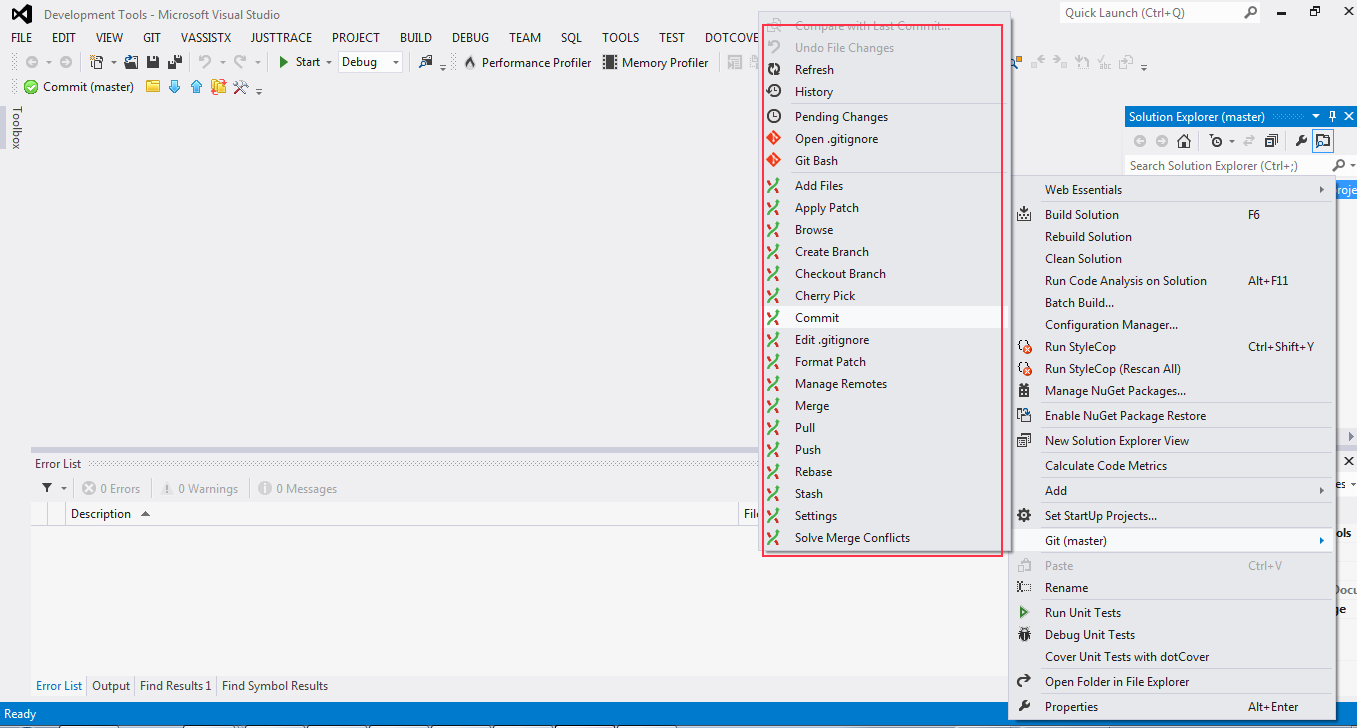 Development Tools - Microsoft Visual Studio
Quick Launch (Ctrl+Q)
FILE EDIT VIEW GIT VASSISTX JUSTTRACE PROJECT BUILD DEBUG TEAM SQL TOOLS TEST DOTCOVE
Start Debug Performance Profiler Memory Profiler
Commit (master)
Toolbox
Compare with Last Commit...
Undo File Changes
Refresh
History
Pending Changes
Open .gitignore
Git Bash
Add Files
Apply Patch
Browse
Create Branch
Checkout Branch
Cherry Pick
Commit
Edit .gitignore
Format Patch
Manage Remotes
Merge
Pull
Push
Rebase
Stash
Settings
Solve Merge Conflicts
Solution Explorer (master)
Search Solution Explorer (Ctrl+;)
roje
Web Essentials
Build Solution F6
Rebuild Solution
Clean Solution
Run Code Analysis on Solution Alt+F11
Batch Build...
Configuration Manager...
Run StyleCop Ctrl+Shift+Y
Run StyleCop (Rescan All)
Manage NuGet Packages...
Enable NuGet Package Restore
New Solution Explorer View
Calculate Code Metrics
Add
Set StartUp Projects...
Git (master)
Paste Ctrl+V
Rename
Run Unit Tests
Debug Unit Tests
Cover Unit Tests with dotCover
Open Folder in File Explorer
Properties Alt+Enter
es
ols
Docu
ge
Error List
0 Errors 0 Warnings 0 Messages
Description File
Error List Output Find Results 1 Find Symbol Results
Ready